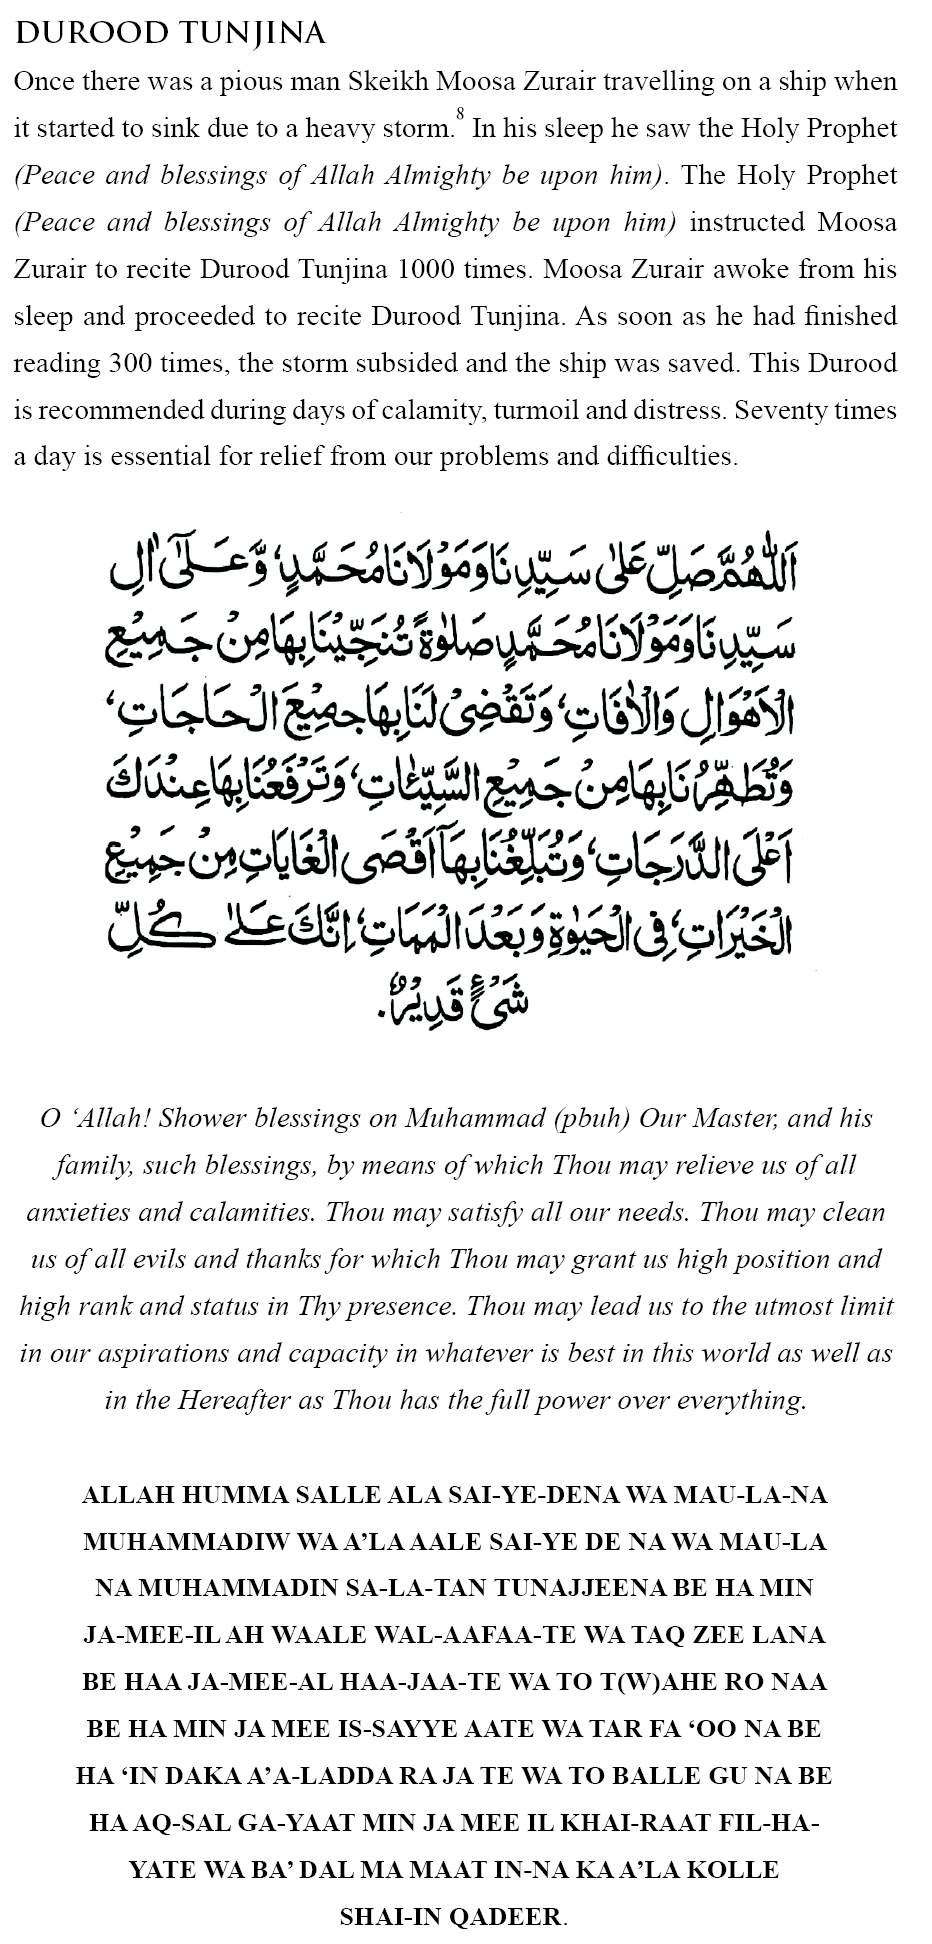 DUROOD TUNJINA
Once there was a pious man Skeikh Moosa Zurair travelling on a ship when
it started to sink due to a heavy storm.8 In his sleep he saw the Holy Prophet
(Peace and blessings of Allah Almighty be upon him). The Holy Prophet
(Peace and blessings of Allah Almighty be upon him) instructed Moosa
Zurair to recite Durood Tunjina 1000 times. Moosa Zurair awoke from his
sleep and proceeded to recite Durood Tunjina. As soon as he had finished
reading 300 times, the storm subsided and the ship was saved. This Durood
is recommended during days of calamity, turmoil and distress. Seventy times
a day is essential for relief from our problems and difficulties.
اَللّٰهُمَّ صَلِّ عَلٰى سَيِّدِنَا وَمَوْلَانَا مُحَمَّدٍ، وَّعَلٰٓى اٰلِ
سَيِّدِنَا وَمَوْلَانَا مُحَمَّدٍ صَلٰوةً تُنَجِّيْنَا بِهَا مِنْ جَمِيْعِ
الْاَهْوَالِ وَالْاٰفَاتِ، وَتَقْضِىْ لَنَا بِهَا جَمِيْعَ الْحَاجَاتِ،
وَتُطَهِّرُنَا بِهَا مِنْ جَمِيْعِ السَّيِّئَاتِ، وَتَرْفَعُنَا بِهَا عِنْدَكَ
اَعْلَى الدَّرَجَاتِ، وَتُبَلِّغُنَا بِهَآ اَقْصَى الْغَايَاتِ مِنْ جَمِيْعِ
الْخَيْرَاتِ، فِى الْحَيٰوةِ وَبَعْدَ الْمَمَاتِ، اِنَّكَ عَلٰى كُلِّ
شَىْءٍ قَدِيْرٌ.
O ‘Allah! Shower blessings on Muhammad (pbuh) Our Master, and his
family, such blessings, by means of which Thou may relieve us of all
anxieties and calamities. Thou may satisfy all our needs. Thou may clean
us of all evils and thanks for which Thou may grant us high position and
high rank and status in Thy presence. Thou may lead us to the utmost limit
in our aspirations and capacity in whatever is best in this world as well as
in the Hereafter as Thou has the full power over everything.
ALLAH HUMMA SALLE ALA SAI-YE-DENA WA MAU-LA-NA
MUHAMMADIW WA A’LA AALE SAI-YE DE NA WA MAU-LA
NA MUHAMMADIN SA-LA-TAN TUNAJJEENA BE HA MIN
JA-MEE-IL AH WAALE WAL-AAFAA-TE WA TAQ ZEE LANA
BE HAA JA-MEE-AL HAA-JAA-TE WA TO T(W)AHE RO NAA
BE HA MIN JA MEE IS-SAYYE AATE WA TAR FA ‘OO NA BE
HA ‘IN DAKA A’A-LADDA RA JA TE WA TO BALLE GU NA BE
HA AQ-SAL GA-YAAT MIN JA MEE IL KHAI-RAAT FIL-HA-
YATE WA BA’ DAL MA MAAT IN-NA KA A’LA KOLLE
SHAI-IN QADEER.